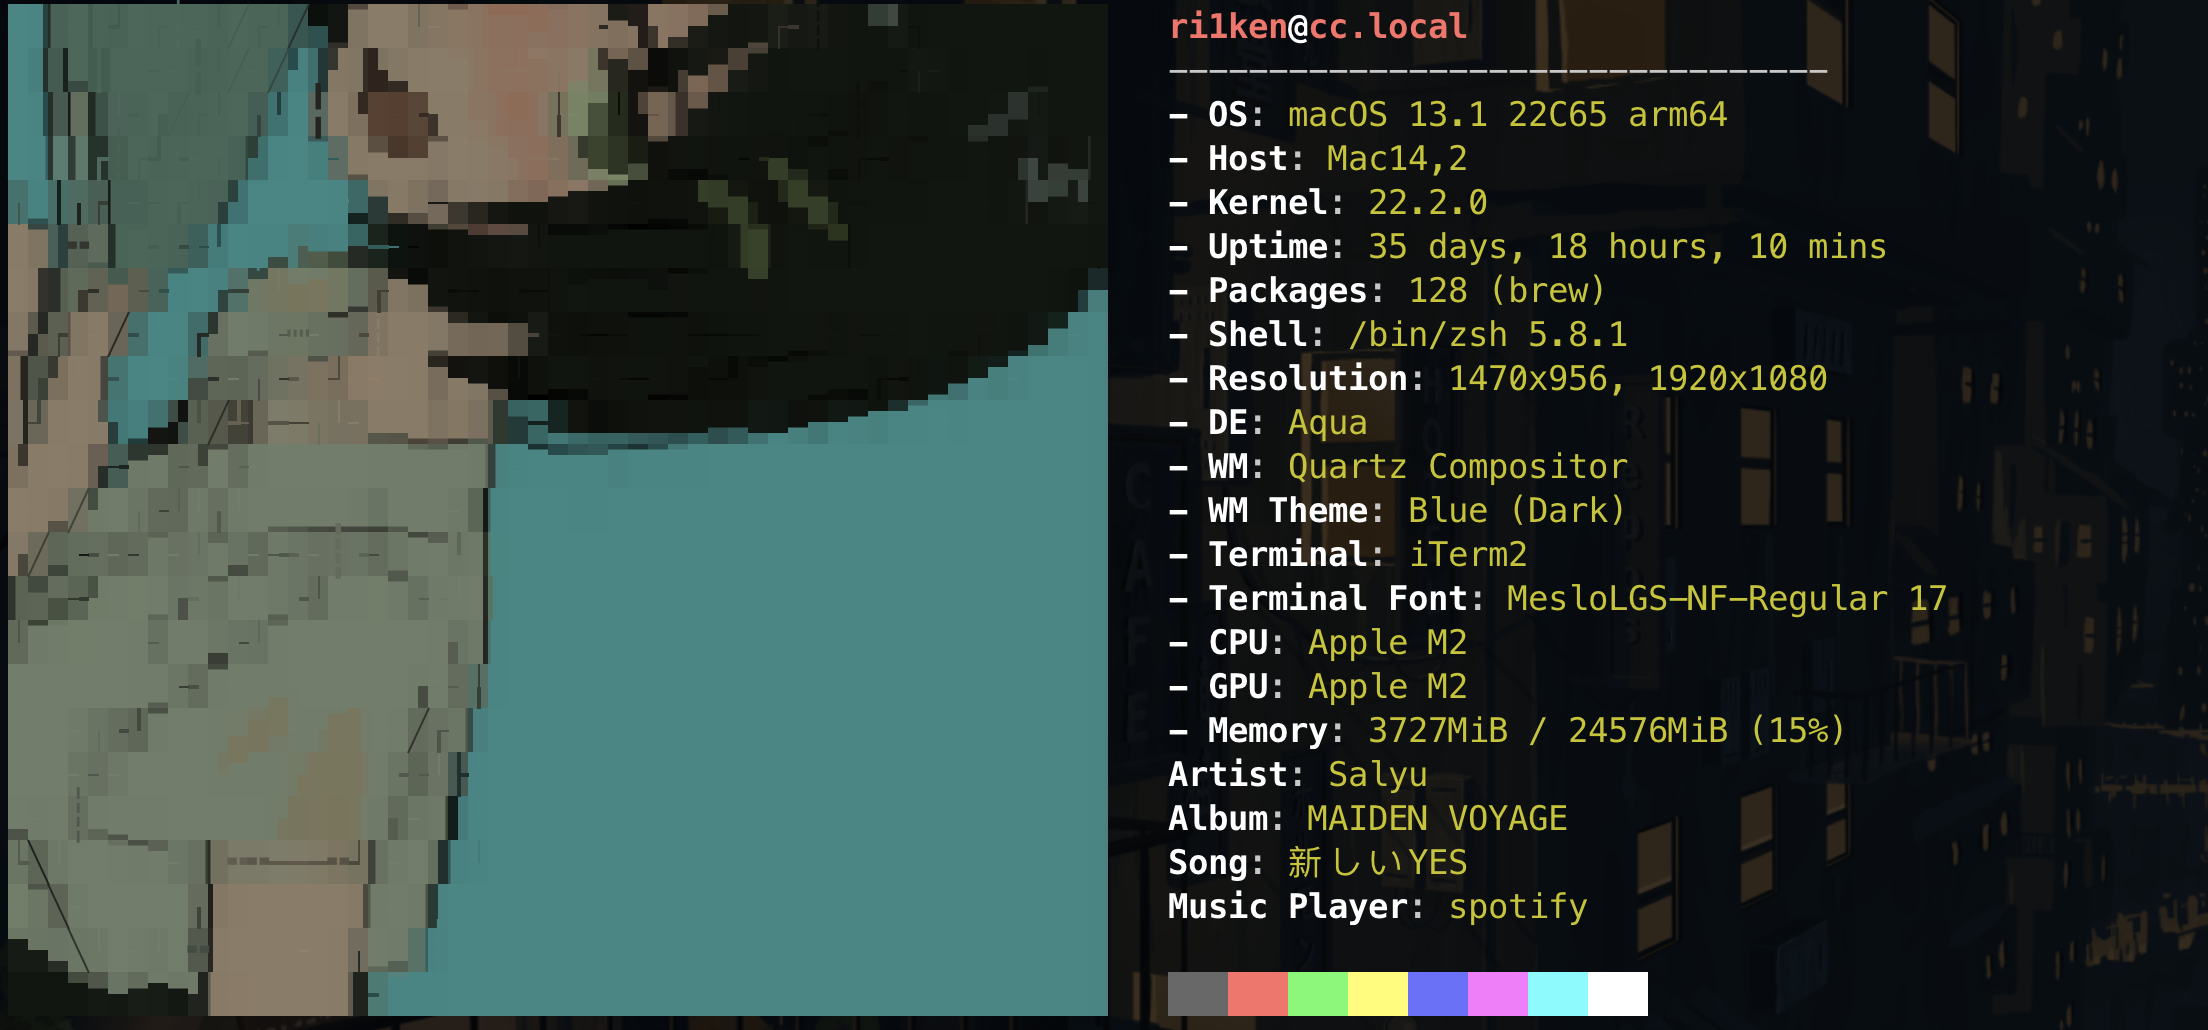 ri1ken@cc.local
---------------------------------
- OS: macOS 13.1 22C65 arm64
- Host: Mac14,2
- Kernel: 22.2.0
- Uptime: 35 days, 18 hours, 10 mins
- Packages: 128 (brew)
- Shell: /bin/zsh 5.8.1
- Resolution: 1470x956, 1920x1080
- DE: Aqua
- WM: Quartz Compositor
- WM Theme: Blue (Dark)
- Terminal: iTerm2
- Terminal Font: MesloLGS-NF-Regular 17
- CPU: Apple M2
- GPU: Apple M2
- Memory: 3727MiB / 24576MiB (15%)
Artist: Salyu
Album: MAIDEN VOYAGE
Song: 新しいYES
Music Player: spotify
CAFE